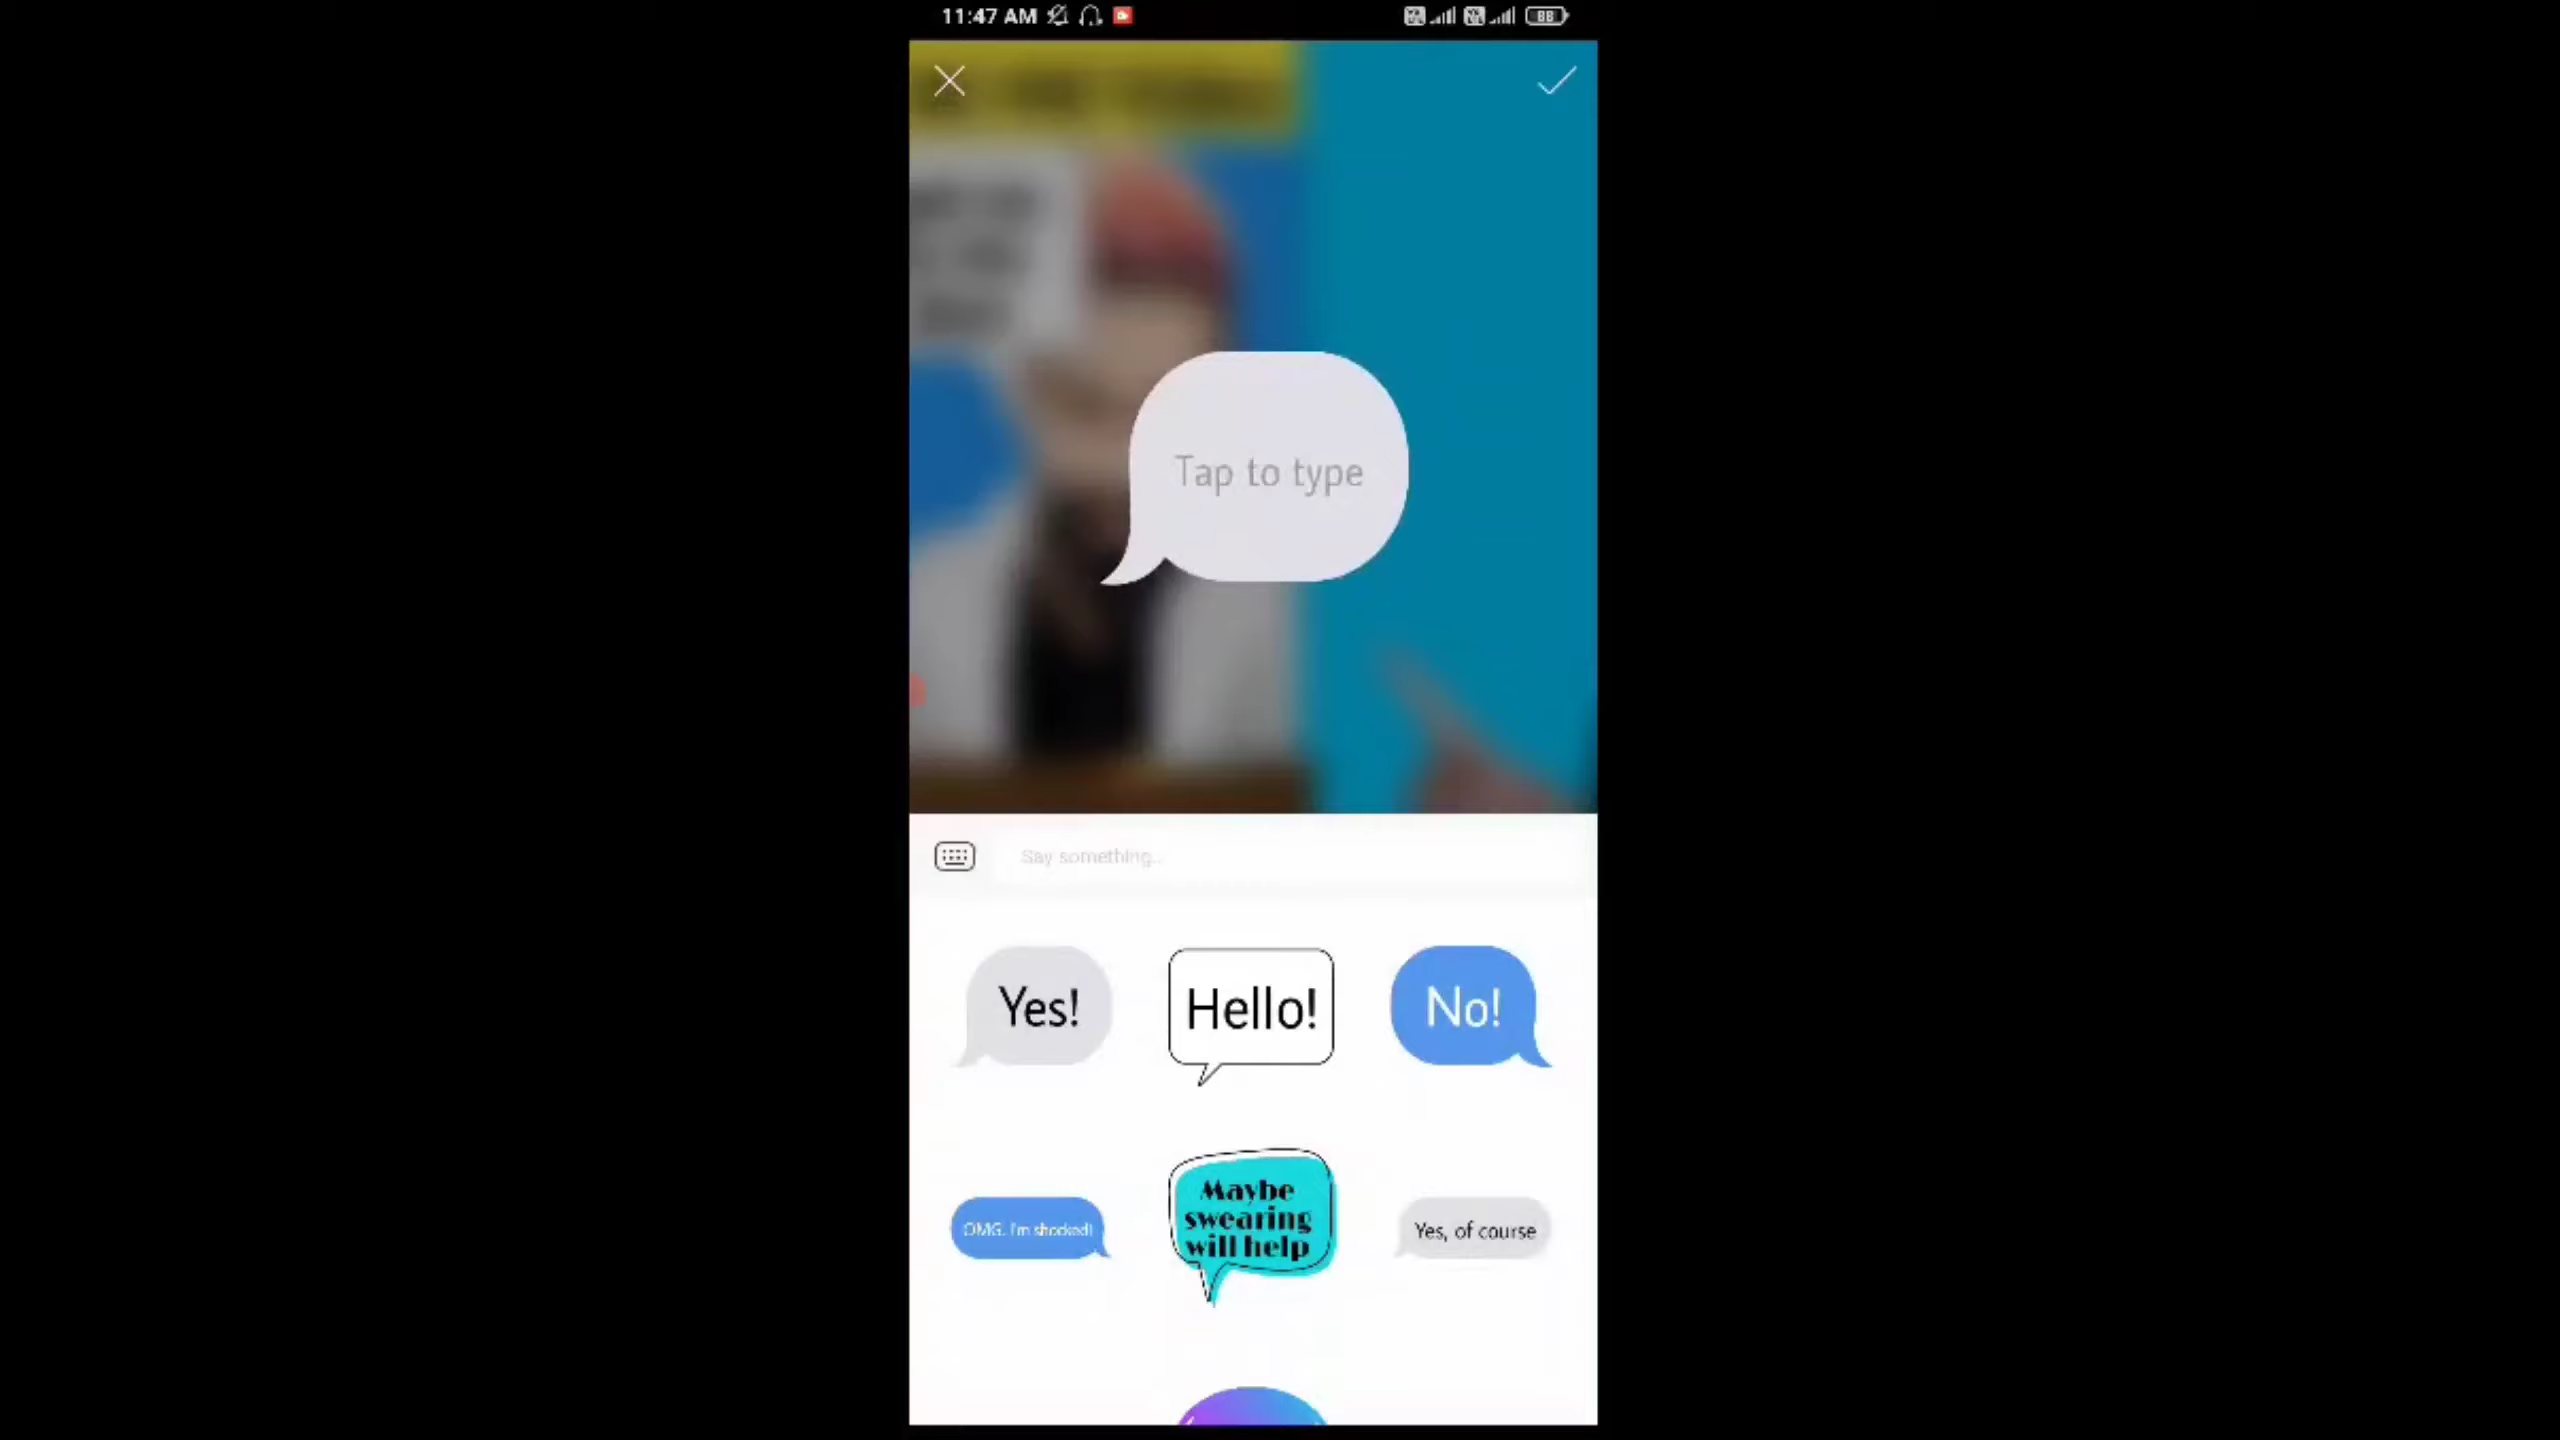 11:47 AM
88
Tap to type
Say something...
Yes!
Hello!
No!
OMG. I'm shocked!
Maybe
swearing
will help
Yes, of course